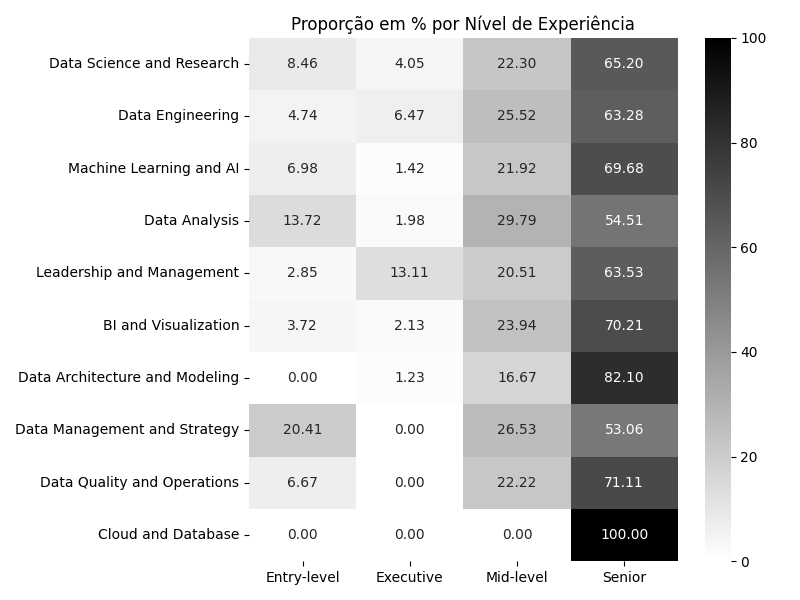 Proporção em % por Nível de Experiência
Data Science and Research 8.46 4.05 22.30 65.20
Data Engineering 4.74 6.47 25.52 63.28
Machine Learning and AI 6.98 1.42 21.92 69.68
Data Analysis 13.72 1.98 29.79 54.51
Leadership and Management 2.85 13.11 20.51 63.53
BI and Visualization 3.72 2.13 23.94 70.21
Data Architecture and Modeling 0.00 1.23 16.67 82.10
Data Management and Strategy 20.41 0.00 26.53 53.06
Data Quality and Operations 6.67 0.00 22.22 71.11
Cloud and Database 0.00 0.00 0.00 100.00
Entry-level Executive Mid-level Senior
100
80
60
40
20
0